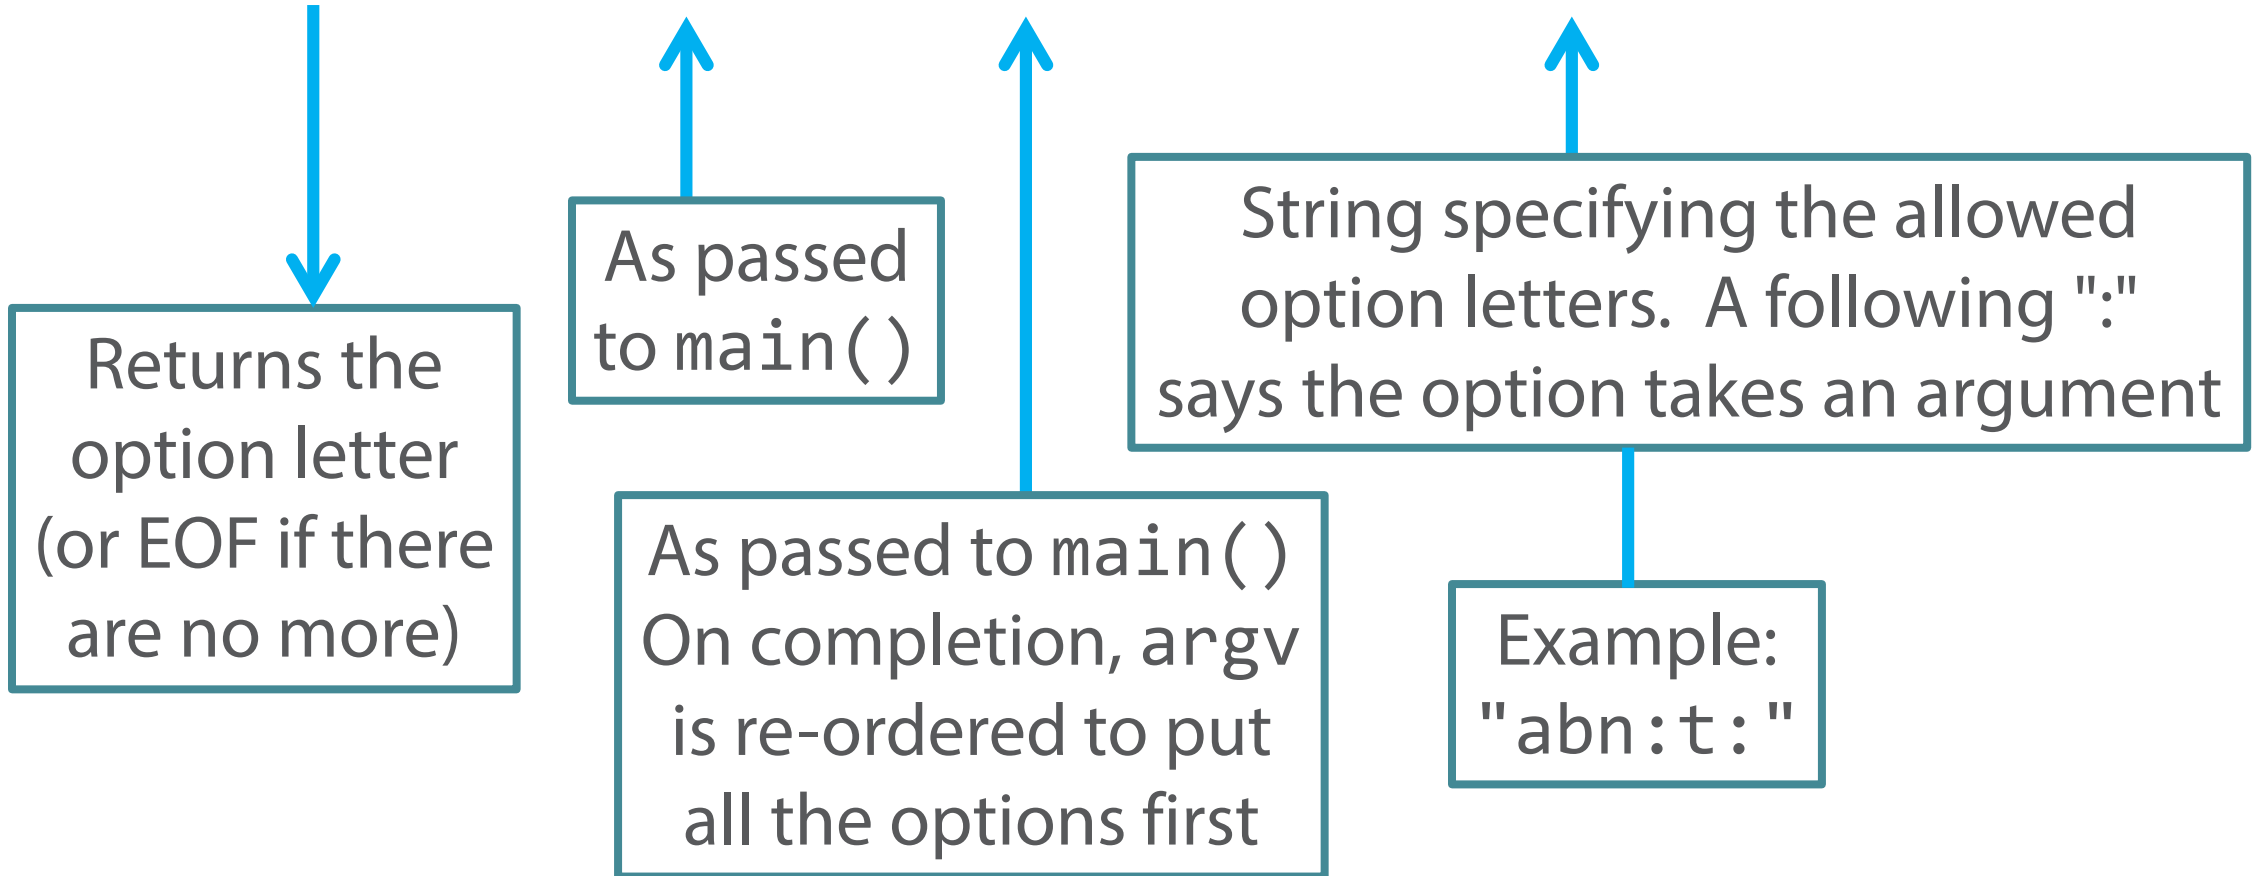 Returns the
option letter
(or EOF if there
are no more)
As passed
to main()
As passed to main()
On completion, argv
is re-ordered to put
all the options first
String specifying the allowed
option letters.  A following ":"
says the option takes an argument
Example:
"abn:t:"